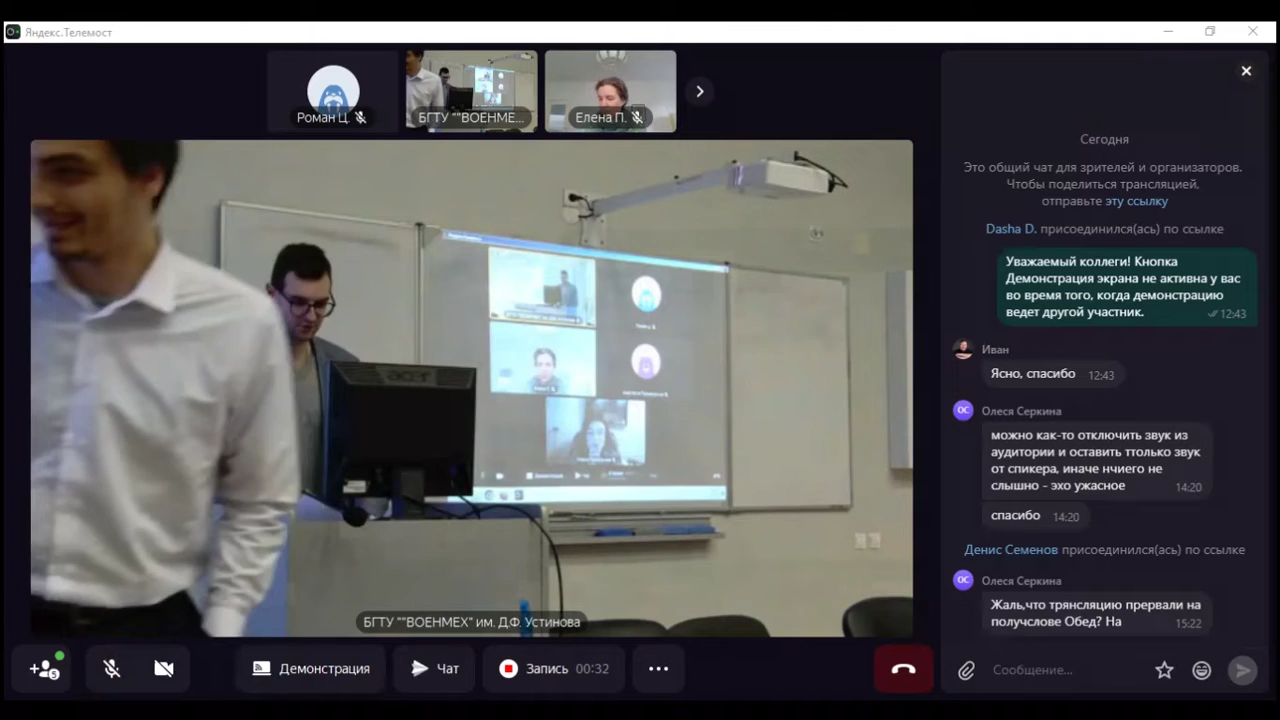 Яндекс.Телемост
Роман Ц.
БГТУ ""ВОЕНМЕ...
Елена П.
Сегодня
Это общий чат для зрителей и организаторов.
Чтобы поделиться трансляцией,
отправьте эту ссылку
Dasha D. присоединился(ась) по ссылке
Уважаемый коллеги! Кнопка
Демонстрация экрана не активна у вас
во время того, когда демонстрацию
ведет другой участник.
12:43
Иван
Ясно, спасибо 12:43
ОС Олеся Серкина
можно как-то отключить звук из
аудитории и оставить ттолько звук
от спикера, иначе нчиего не
слышно - эхо ужасное 14:20
спасибо 14:20
Денис Семенов присоединился(ась) по ссылке
ОС Олеся Серкина
Жаль,что трянсляцию прервали на
получслове Обед? На 15:22
acer
БГТУ ""ВОЕНМЕХ" им. Д.Ф. Устинова
5
Демонстрация
Чат
Запись 00:32
Сообщение...